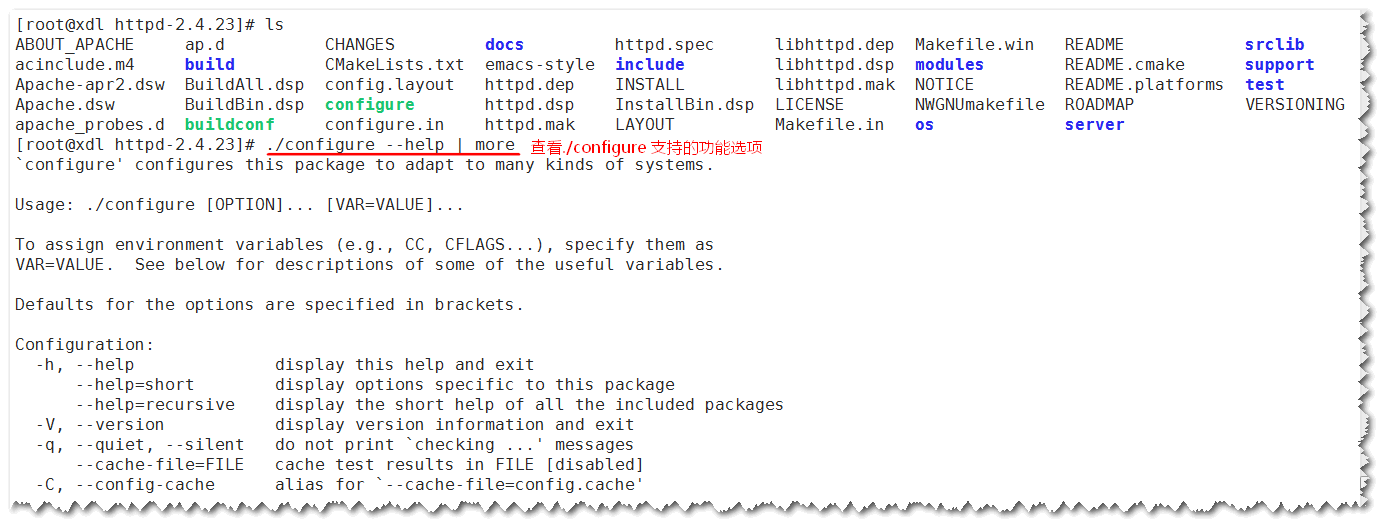 [root@xdl httpd-2.4.23]# ls
ABOUT_APACHE ap.d CHANGES docs httpd.spec libhttpd.dep Makefile.win README srclib
acinclude.m4 build CMakeLists.txt emacs-style include libhttpd.dsp modules README.cmake support
Apache-apr2.dsw BuildAll.dsp config.layout httpd.dep INSTALL libhttpd.mak NOTICE README.platforms test
Apache.dsw BuildBin.dsp configure httpd.dsp InstallBin.dsp LICENSE NWGNUmakefile ROADMAP VERSIONING
apache_probes.d buildconf configure.in httpd.mak LAYOUT Makefile.in os server
[root@xdl httpd-2.4.23]# ./configure --help | more 查看./configure 支持的功能选项
`configure' configures this package to adapt to many kinds of systems.
Usage: ./configure [OPTION]... [VAR=VALUE]...
To assign environment variables (e.g., CC, CFLAGS...), specify them as
VAR=VALUE.  See below for descriptions of some of the useful variables.
Defaults for the options are specified in brackets.
Configuration:
-h, --help display this help and exit
--help=short display options specific to this package
--help=recursive display the short help of all the included packages
-V, --version display version information and exit
-q, --quiet, --silent do not print `checking ...' messages
--cache-file=FILE cache test results in FILE [disabled]
-C, --config-cache alias for `--cache-file=config.cache'